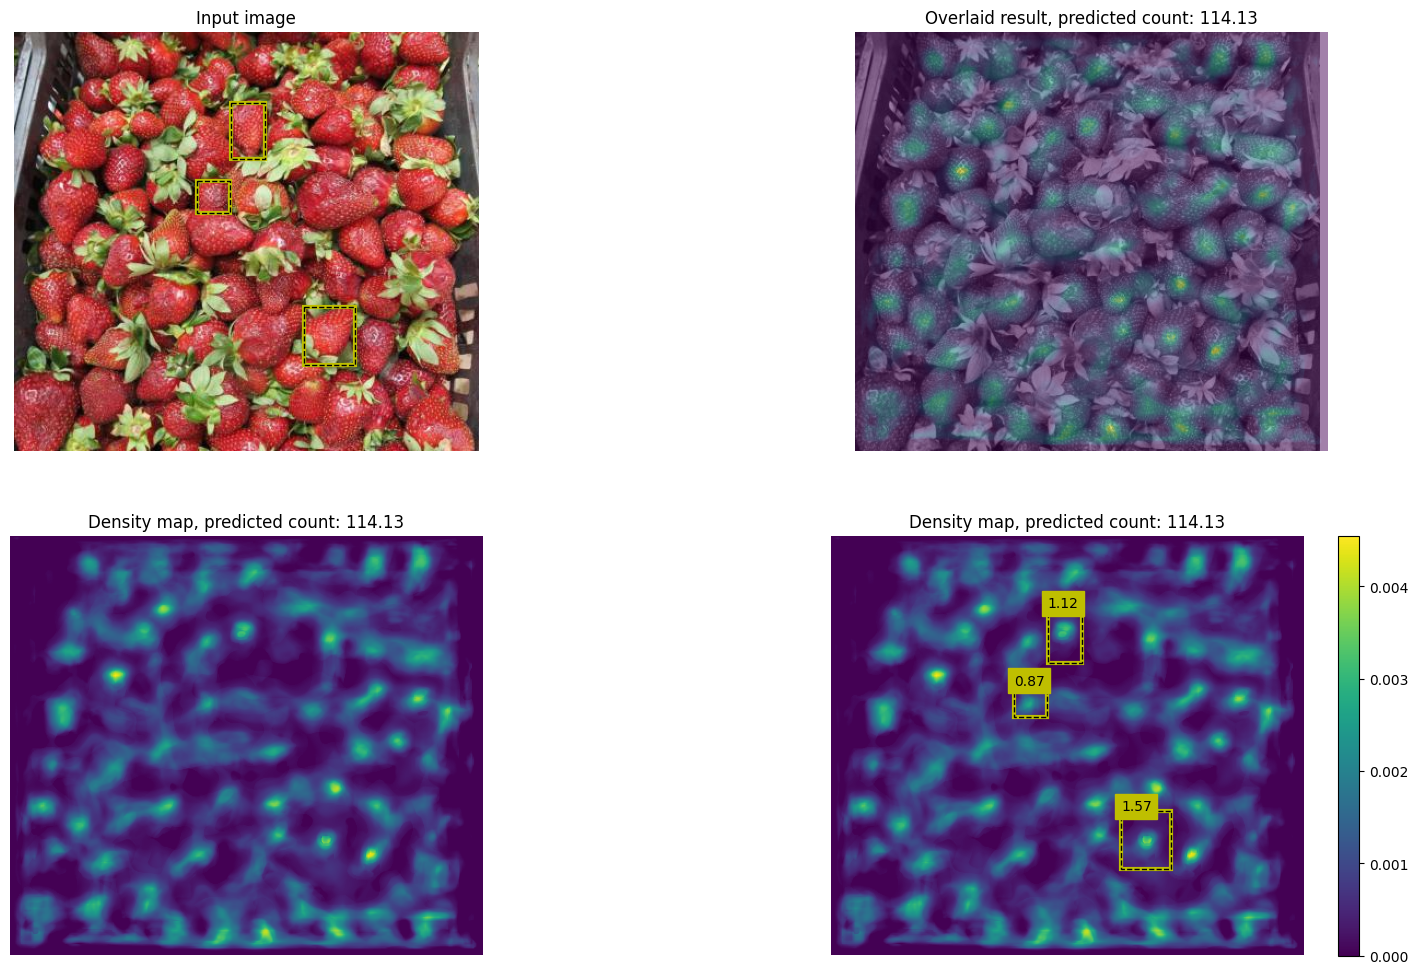 Input image
Overlaid result, predicted count: 114.13
Density map, predicted count: 114.13
Density map, predicted count: 114.13
1.12
0.87
1.57
0.004
0.003
0.002
0.001
0.000